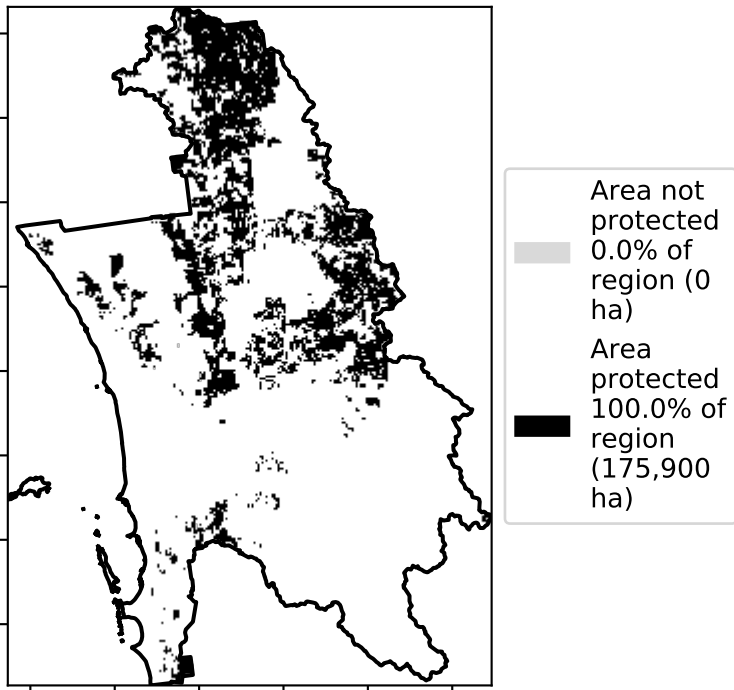 Area not
protected
0.0% of
region (0
ha)
Area
protected
100.0% of
region
(175,900
ha)